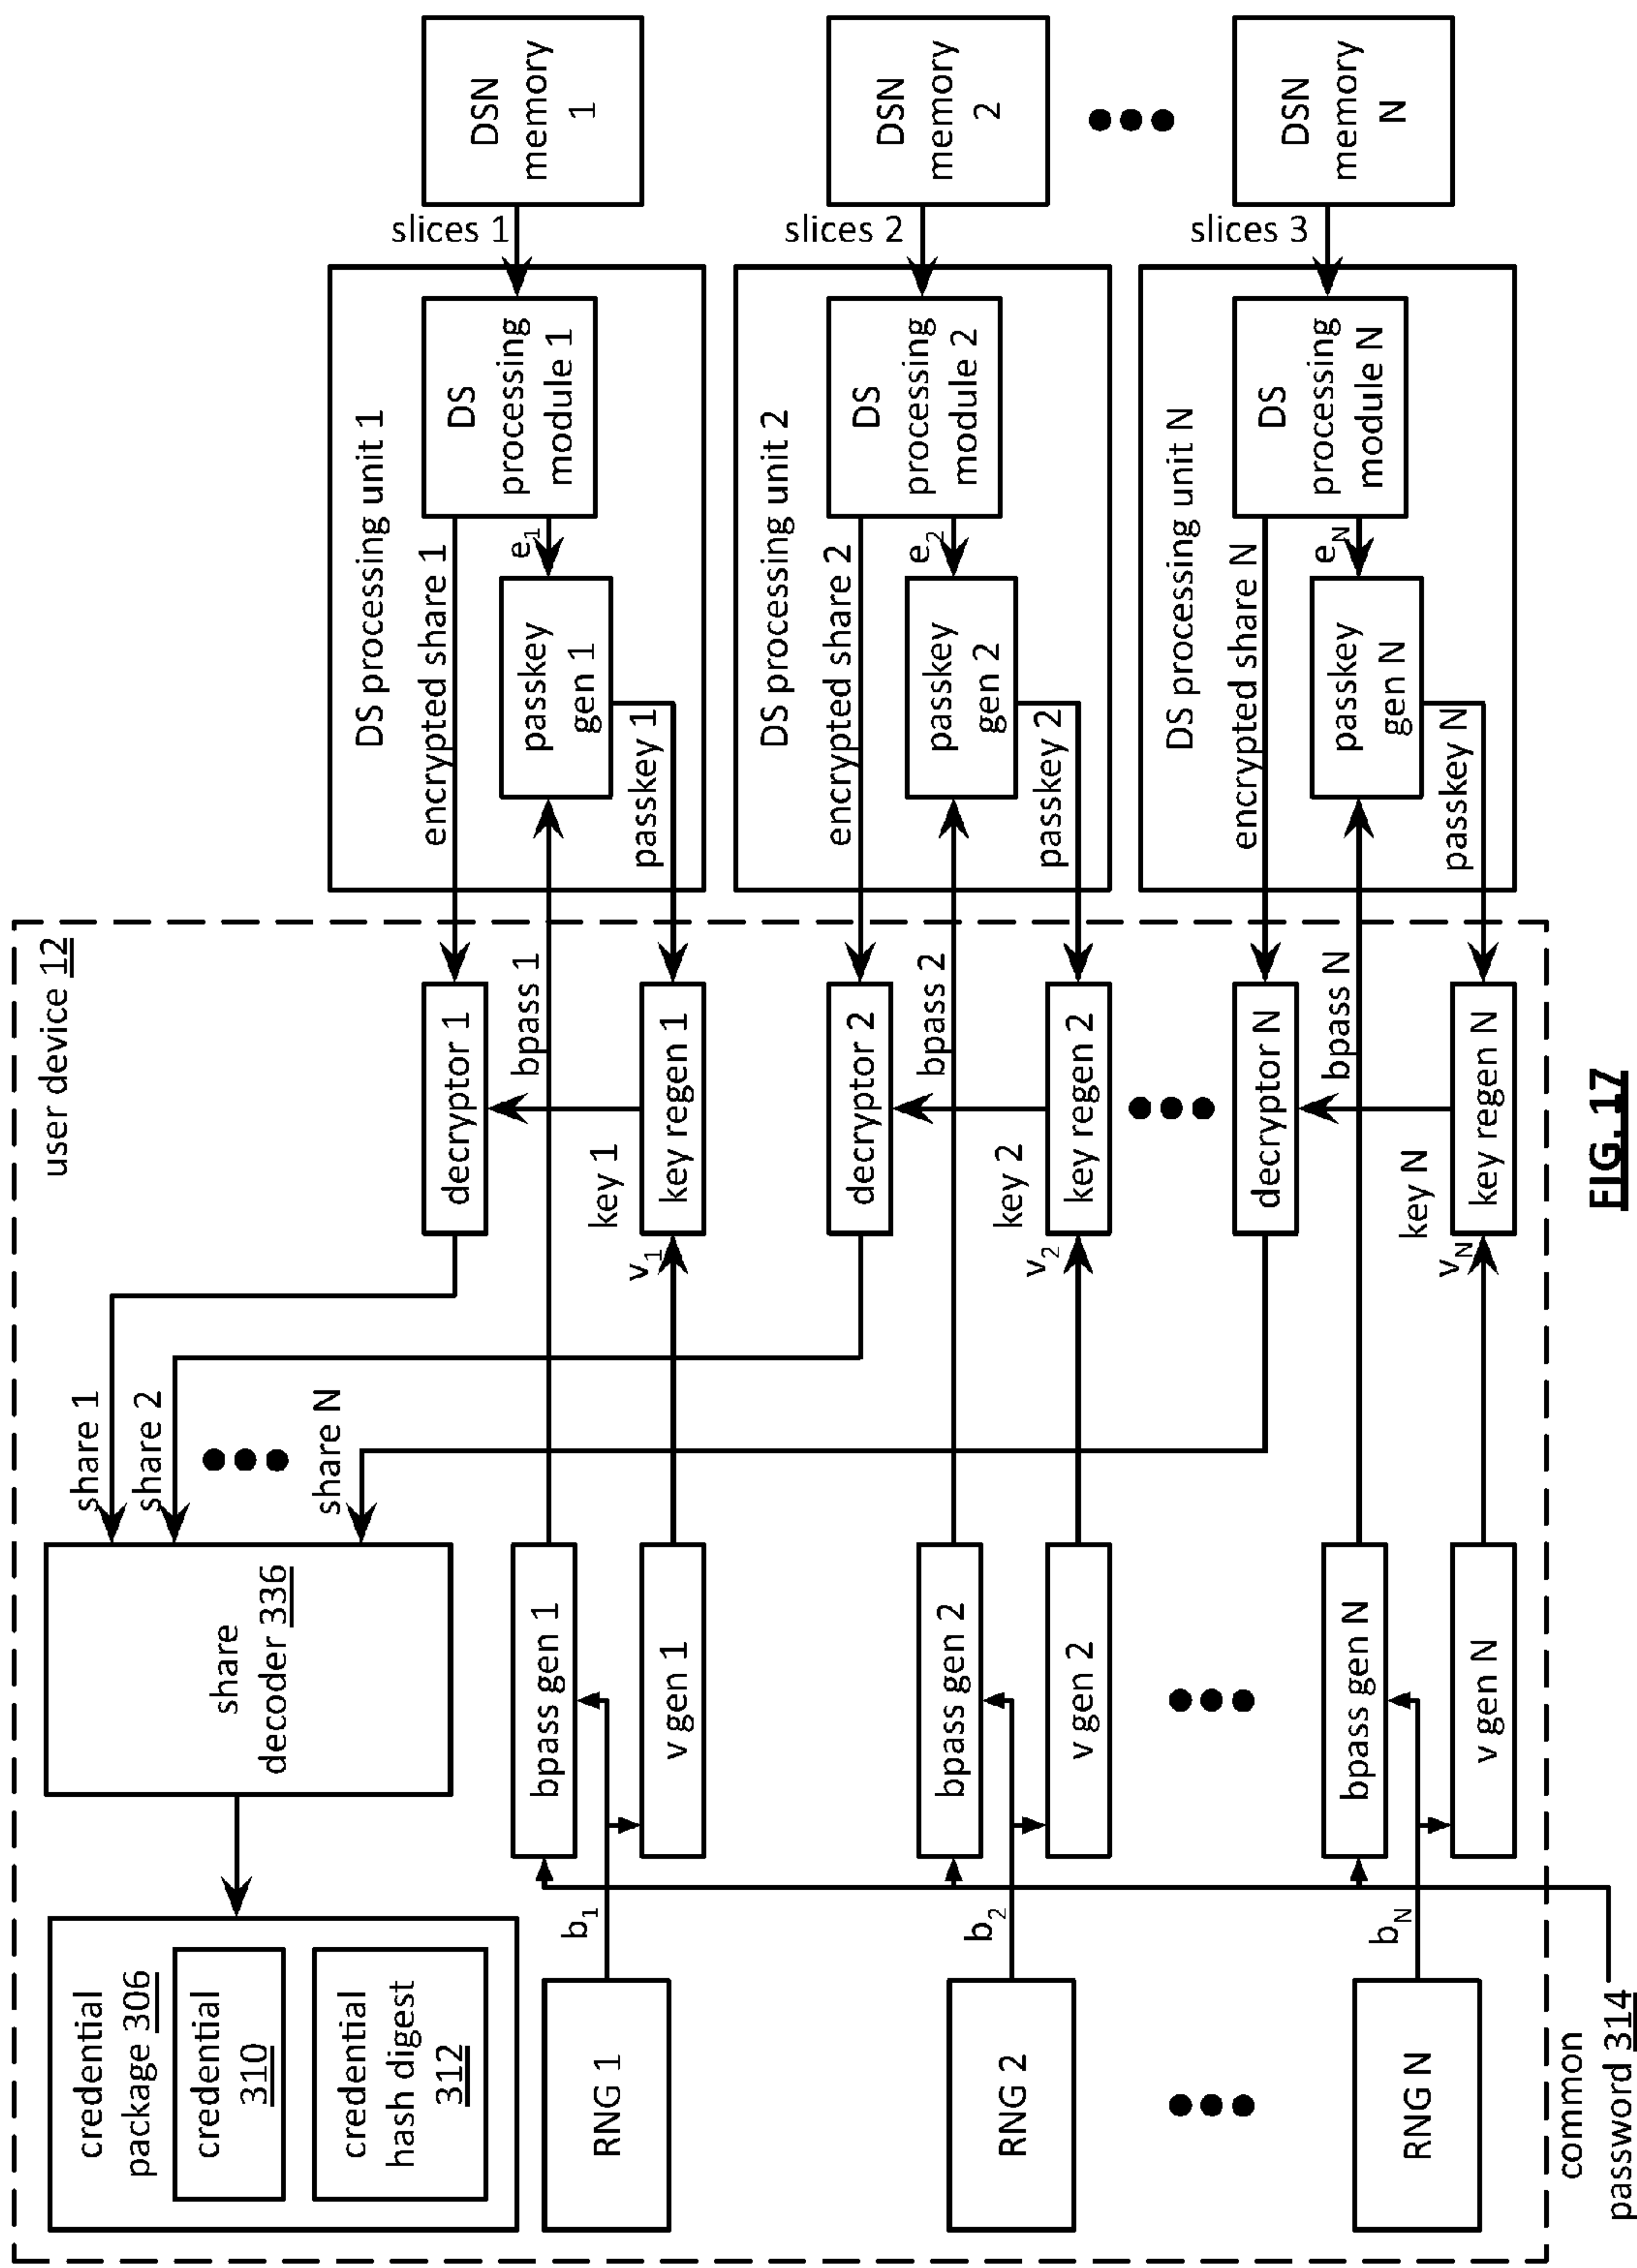 user device 12
credential
package 306
credential
310
credential
hash digest
312
share
decoder 336
share 1
share 2
share N
RNG 1
b1
bpass gen 1
v gen 1
v1
key 1
decryptor 1
bpass 1
key regen 1
DS processing unit 1
encrypted share 1
passkey
gen 1
passkey 1
e1
DS
processing
module 1
slices 1
DSN
memory
1
RNG 2
b2
bpass gen 2
v gen 2
v2
key 2
decryptor 2
bpass 2
key regen 2
DS processing unit 2
encrypted share 2
passkey
gen 2
passkey 2
e2
DS
processing
module 2
slices 2
DSN
memory
2
RNG N
bN
bpass gen N
v gen N
vN
key N
decryptor N
bpass N
key regen N
DS processing unit N
encrypted share N
passkey
gen N
passkey N
eN
DS
processing
module N
slices 3
DSN
memory
N
common
password 314
FIG. 17